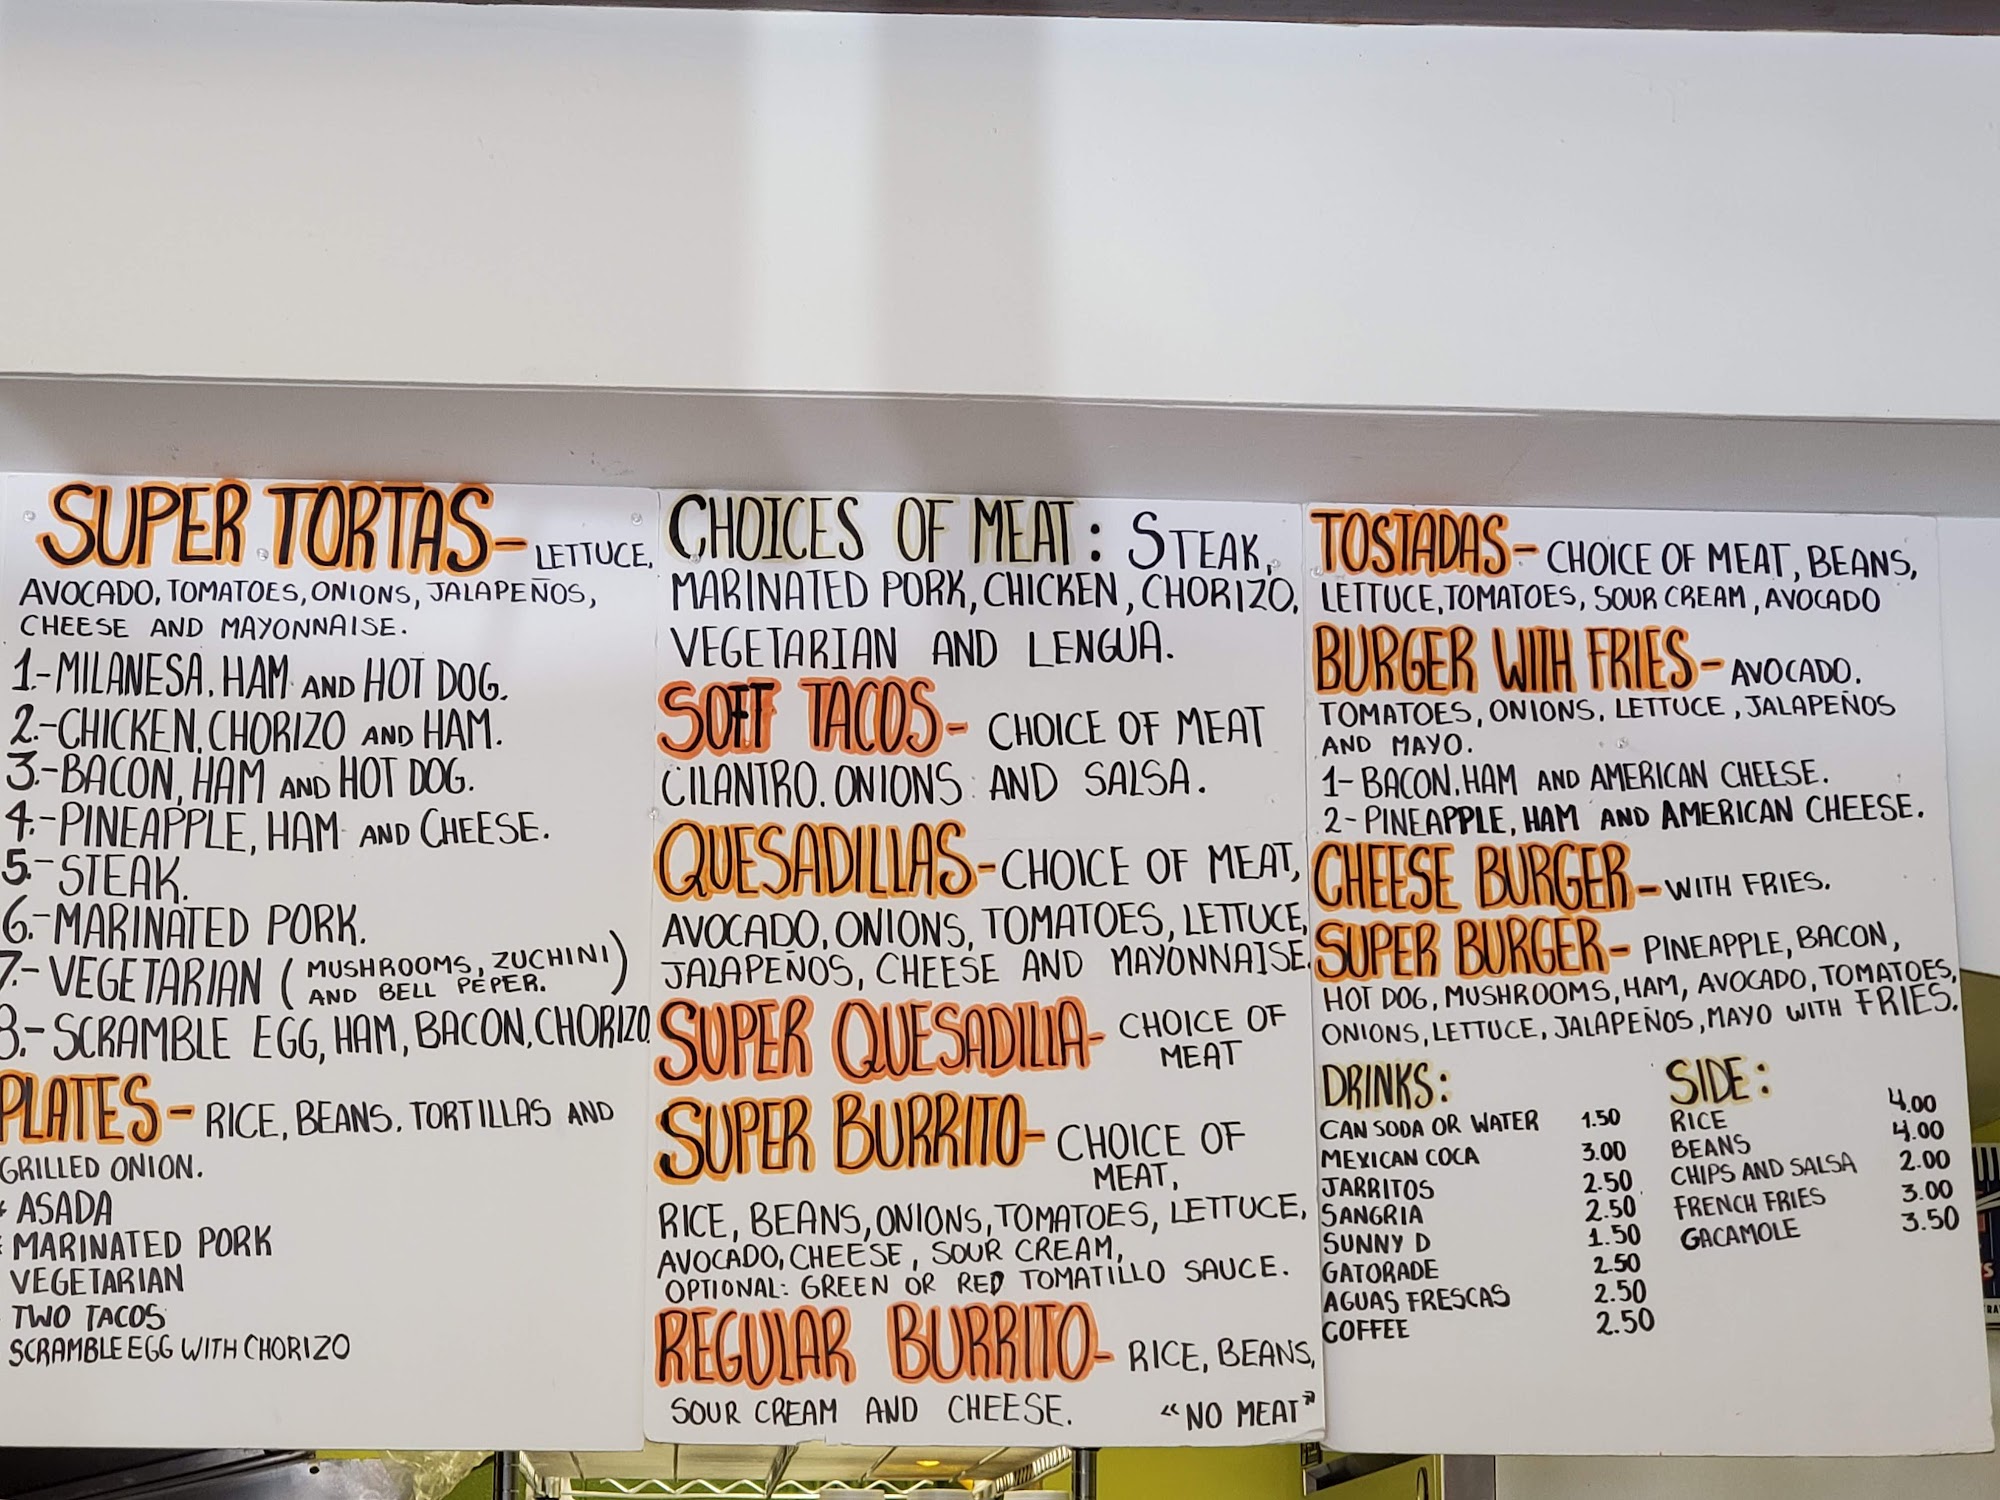 SUPER TORTAS- LETTUCE,
AVOCADO, TOMATOES, ONIONS, JALAPEÑOS,
CHEESE AND MAYONNAISE.
1.-MILANESA, HAM AND HOT DOG.
2.-CHICKEN, CHORIZO AND HAM.
3.-BACON, HAM AND HOT DOG.
4.-PINEAPPLE, HAM AND CHEESE.
5.-STEAK.
6.-MARINATED PORK.
7.-VEGETARIAN ( MUSHROOMS, ZUCHINI
AND BELL PEPER. )
8.-SCRAMBLE EGG, HAM, BACON, CHORIZO.
PLATES- RICE, BEANS. TORTILLAS AND
GRILLED ONION.
* ASADA
* MARINATED PORK
VEGETARIAN
TWO TACOS
SCRAMBLE EGG WITH CHORIZO
CHOICES OF MEAT: STEAK,
MARINATED PORK, CHICKEN, CHORIZO,
VEGETARIAN AND LENGUA.
SOFT TACOS- CHOICE OF MEAT
CILANTRO. ONIONS AND SALSA.
QUESADILLAS- CHOICE OF MEAT,
AVOCADO, ONIONS, TOMATOES, LETTUCE,
JALAPEÑOS, CHEESE AND MAYONNAISE.
SUPER QUESADILLA- CHOICE OF
MEAT
SUPER BURRITO- CHOICE OF
MEAT,
RICE, BEANS, ONIONS, TOMATOES, LETTUCE,
AVOCADO, CHEESE, SOUR CREAM,
OPTIONAL: GREEN OR RED TOMATILLO SAUCE.
REGULAR BURRITO- RICE, BEANS,
SOUR CREAM AND CHEESE. "NO MEAT"
TOSTADAS- CHOICE OF MEAT, BEANS,
LETTUCE, TOMATOES, SOUR CREAM, AVOCADO
BURGER WITH FRIES- AVOCADO.
TOMATOES, ONIONS, LETTUCE, JALAPEÑOS
AND MAYO.
1- BACON, HAM AND AMERICAN CHEESE.
2- PINEAPPLE, HAM AND AMERICAN CHEESE.
CHEESE BURGER- WITH FRIES.
SUPER BURGER- PINEAPPLE, BACON,
HOT DOG, MUSHROOMS, HAM, AVOCADO, TOMATOES,
ONIONS, LETTUCE, JALAPEÑOS, MAYO WITH FRIES.
DRINKS:
CAN SODA OR WATER 1.50
MEXICAN COCA 3.00
JARRITOS 2.50
SANGRIA 2.50
SUNNY D 1.50
GATORADE 2.50
AGUAS FRESCAS 2.50
COFFEE 2.50
SIDE:
RICE 4.00
BEANS 4.00
CHIPS AND SALSA 2.00
FRENCH FRIES 3.00
GACAMOLE 3.50